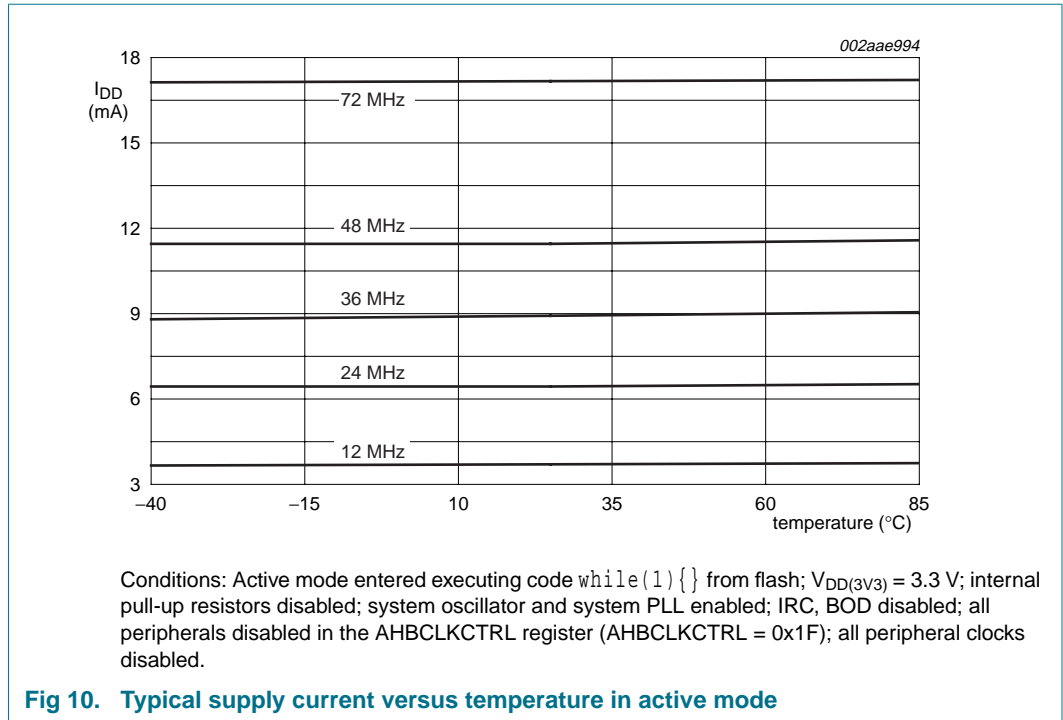 002aae994
18
IDD
(mA)
72 MHz
15
12
48 MHz
36 MHz
9
24 MHz
6
12 MHz
3
−40 −15 10 35 60 85
temperature (°C)
Conditions: Active mode entered executing code while(1){} from flash; VDD(3V3) = 3.3 V; internal
pull-up resistors disabled; system oscillator and system PLL enabled; IRC, BOD disabled; all
peripherals disabled in the AHBCLKCTRL register (AHBCLKCTRL = 0x1F); all peripheral clocks
disabled.
Fig 10. Typical supply current versus temperature in active mode